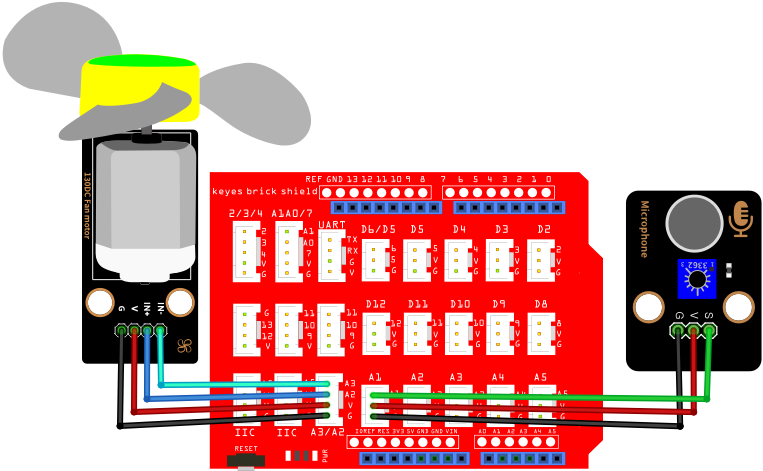 130DC Fan motor
G V IN+ IN-
REF GND 13 12 11 10 9 8 7 6 5 4 3 2 1 0
keyes brick shield
2/3/4 A1A0/7 UART D6/D5 D5 D4 D3 D2
2 3 4 V G
A1 A0 7 V G
TX RX G V
6 5 G
5 V G
4 V G
3 V G
2 V G
D12 D11 D10 D9 D8
G 13 12 V
11 10 9 V
11 10 9 G
12 V G
11 V G
10 V G
9 V G
8 V G
A1 A2 A3 A4 A5
A3
A2
V
G
IIC IIC A3/A2
IOREF RES 3V3 5V GND GND VIN A0 A1 A2 A3 A4 A5
RESET
PWR
Microphone
3362
G V S